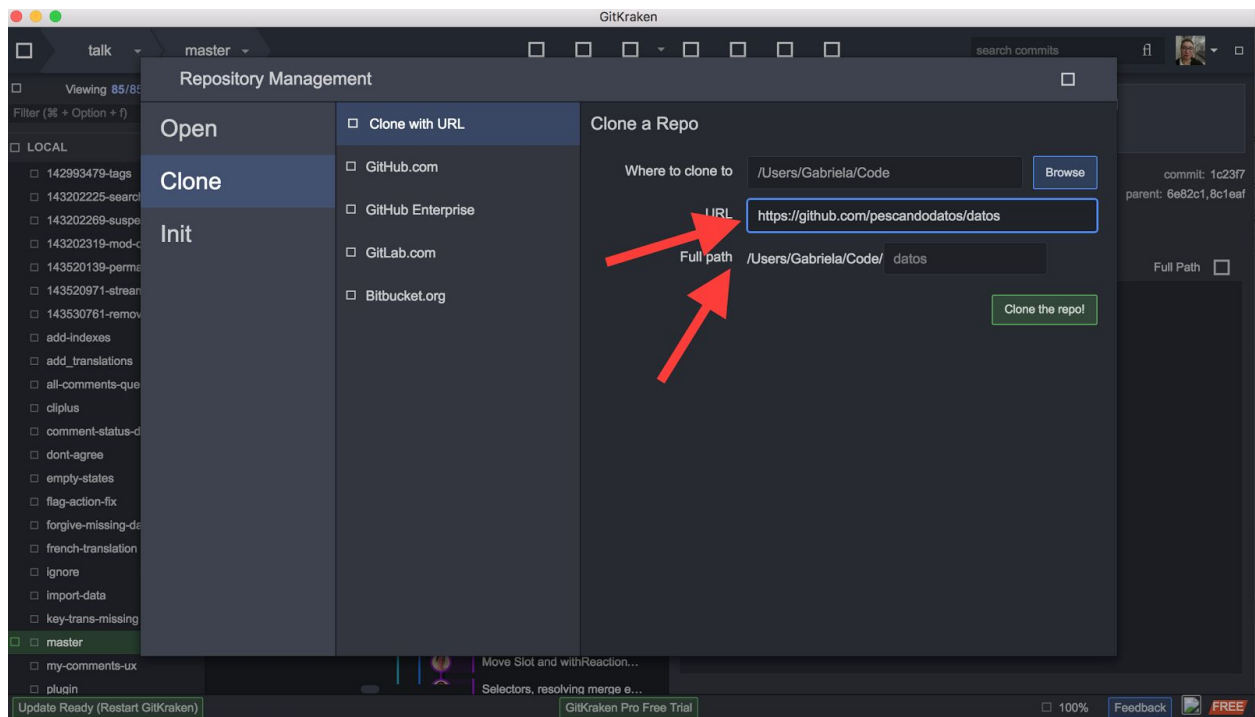 GitKraken
talk
master
search commits
Viewing 85/85
Filter (⌘ + Option + f)
LOCAL
142993479-tags
143202225-search
143202269-suspe
143202319-mod-c
143520139-perma
143520971-stream
143530761-remov
add-indexes
add_translations
all-comments-que
cliplus
comment-status-d
dont-agree
empty-states
flag-action-fix
forgive-missing-da
french-translation
ignore
import-data
key-trans-missing
master
my-comments-ux
plugin
Repository Management
Open
Clone
Init
Clone with URL
GitHub.com
GitHub Enterprise
GitLab.com
Bitbucket.org
Clone a Repo
Where to clone to
/Users/Gabriela/Code
Browse
URL
https://github.com/pescandodatos/datos
Full path
/Users/Gabriela/Code/
datos
Clone the repo!
commit: 1c23f7
parent: 6e82c1,8c1eaf
Full Path
Move Slot and withReaction...
Selectors, resolving merge e...
Update Ready (Restart GitKraken)
GitKraken Pro Free Trial
100%
Feedback
FREE